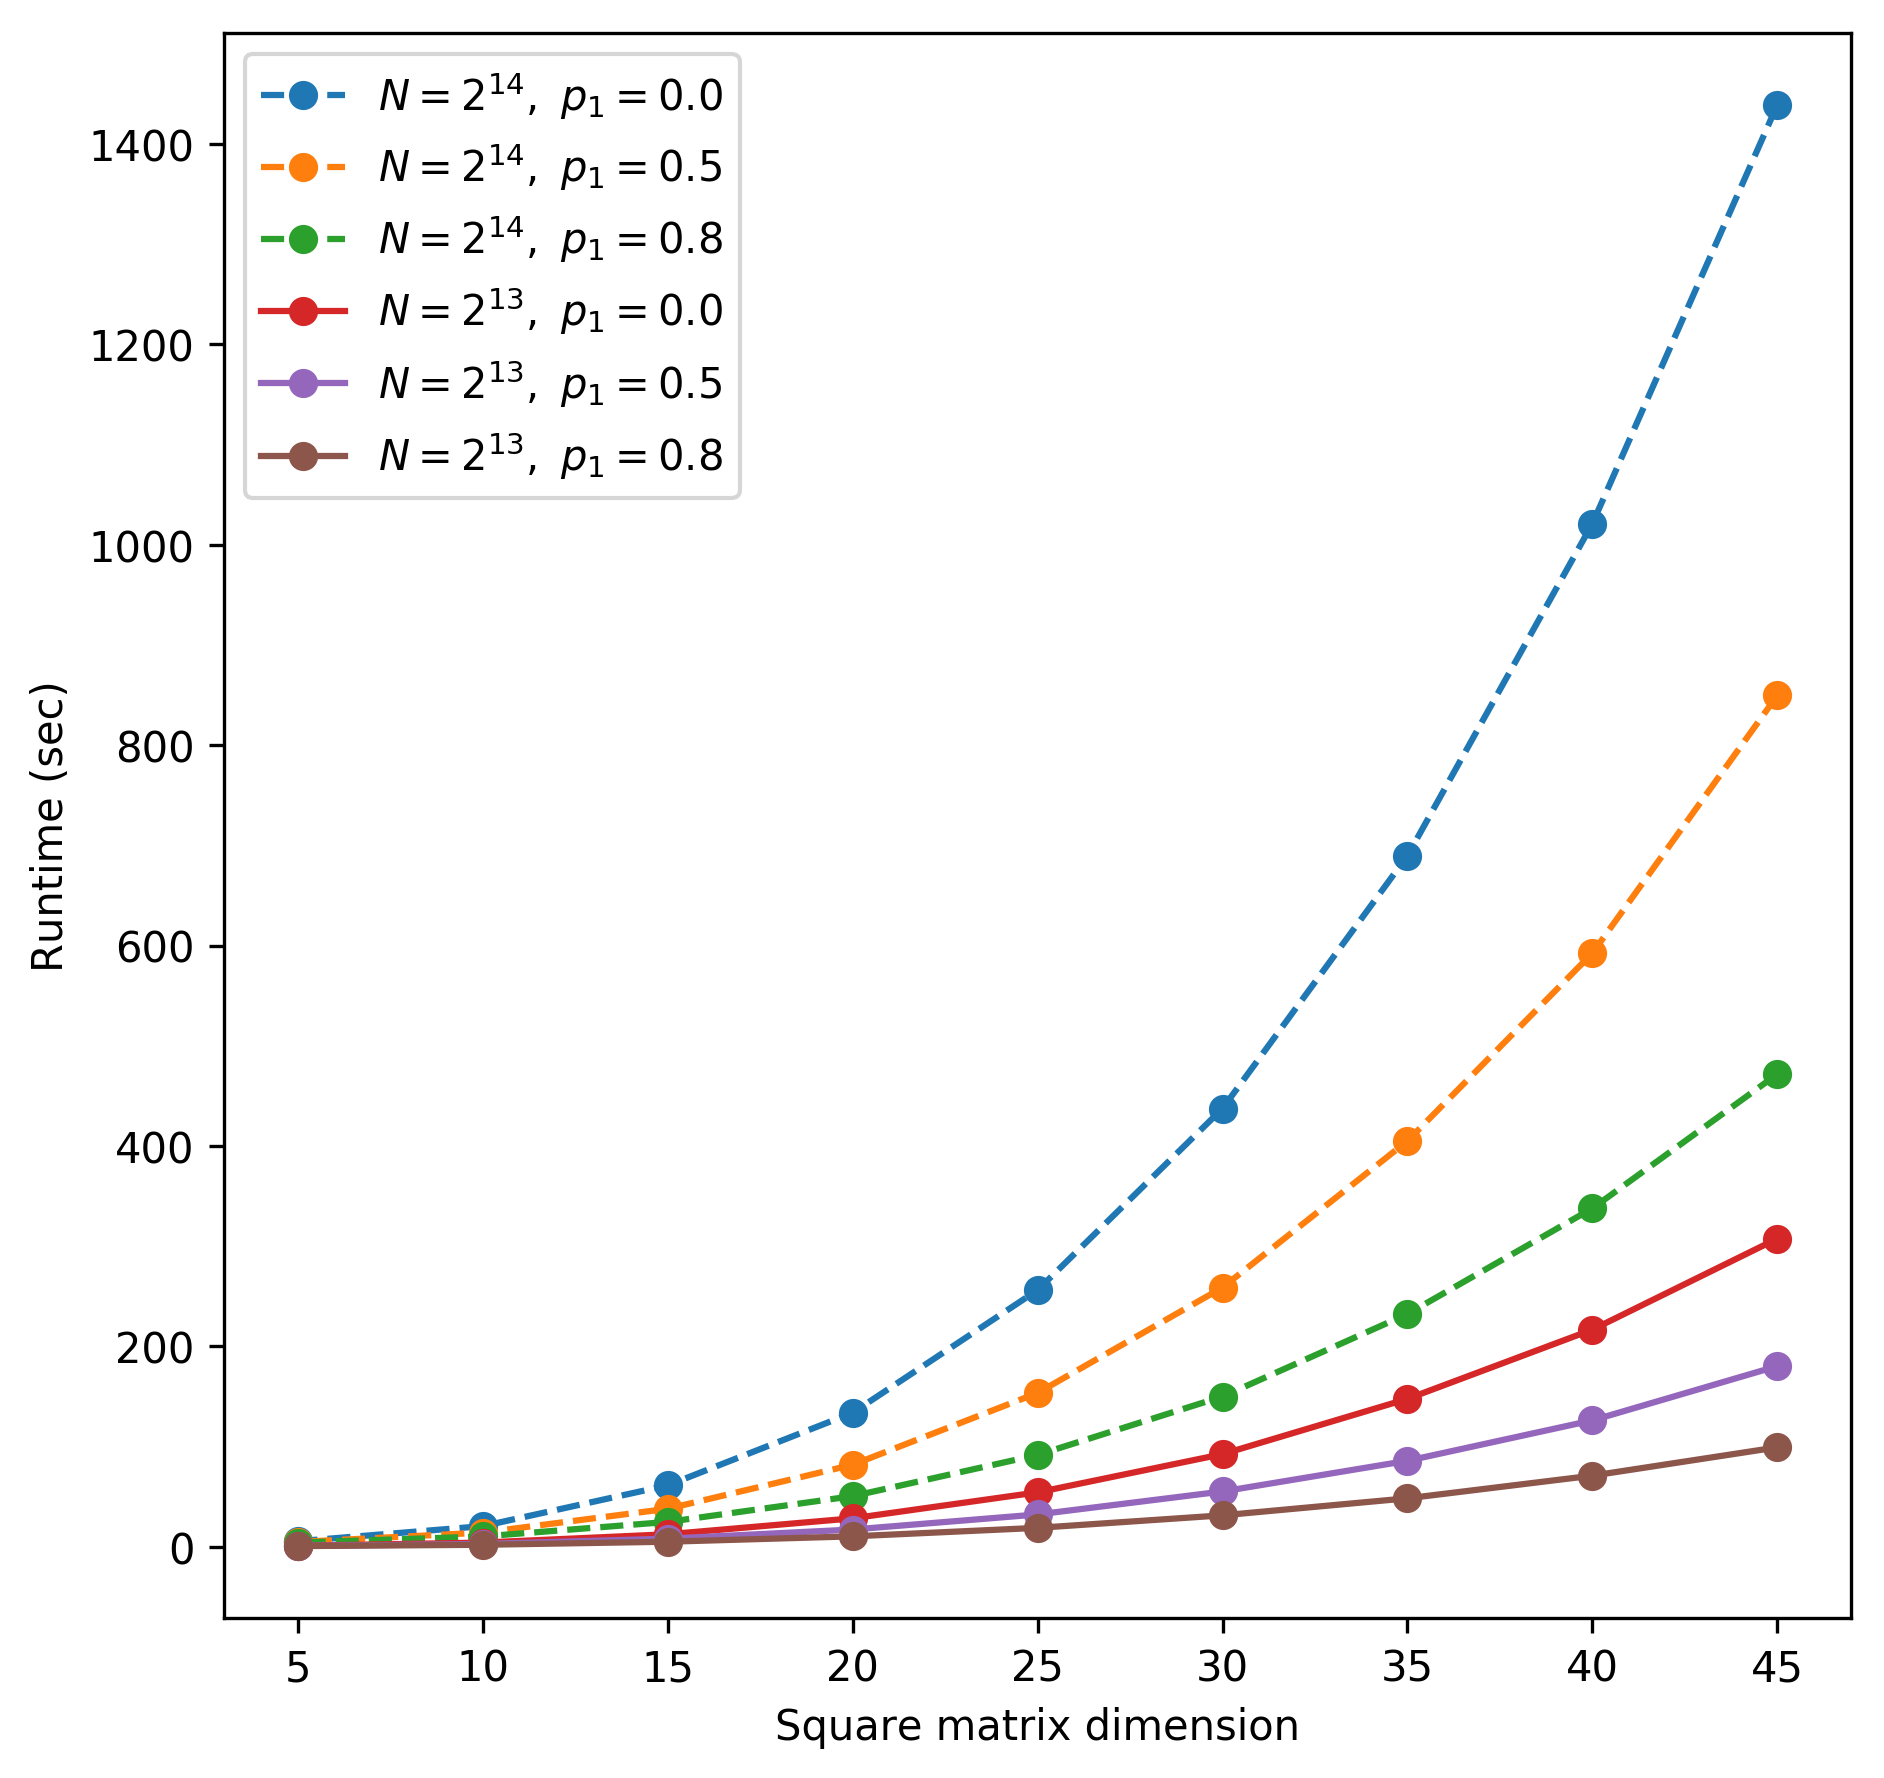 N = 2^14, p_1 = 0.0
N = 2^14, p_1 = 0.5
N = 2^14, p_1 = 0.8
N = 2^13, p_1 = 0.0
N = 2^13, p_1 = 0.5
N = 2^13, p_1 = 0.8
1400
1200
1000
800
600
400
200
0
Runtime (sec)
5 10 15 20 25 30 35 40 45
Square matrix dimension